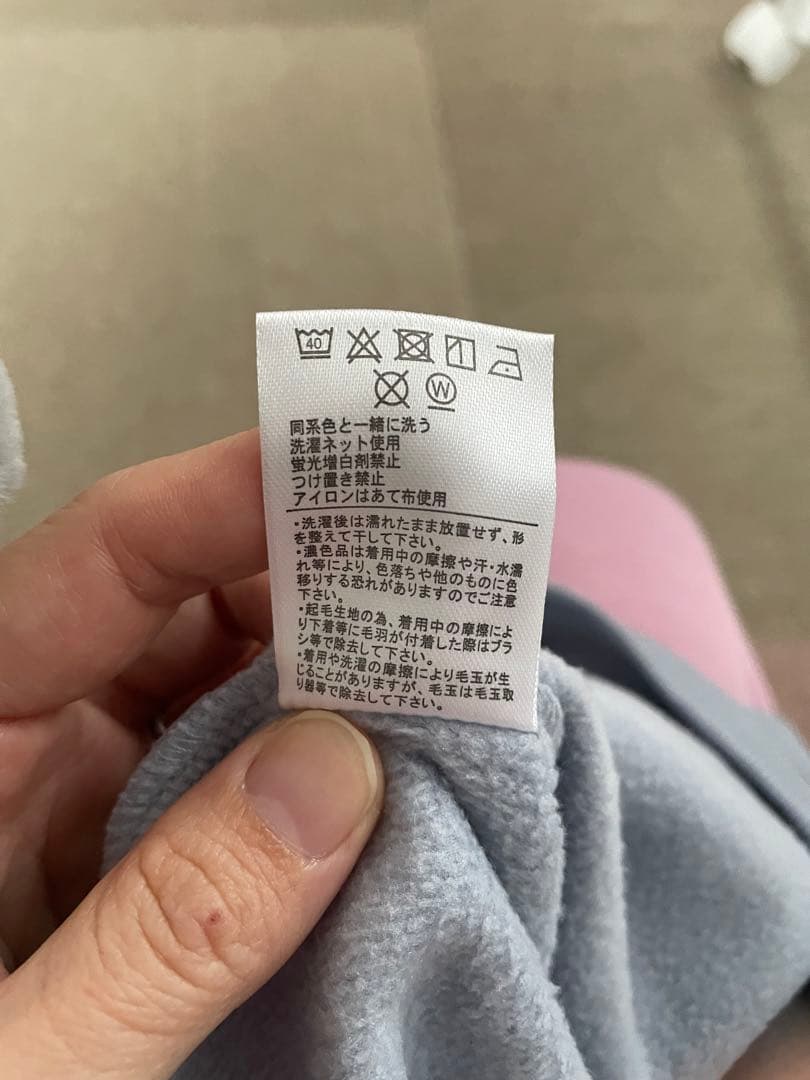 40
W
同系色と一緒に洗う
洗濯ネット使用
蛍光増白剤禁止
つけ置き禁止
アイロンはあて布使用
・洗濯後は濡れたまま放置せず、形
を整えて干して下さい。
・濃色品は着用中の摩擦や汗・水濡
れ等により、色落ちや他のものに色
移りする恐れがありますのでご注意
下さい。
・起毛生地の為、着用中の摩擦によ
り下着等に毛羽が付着した際はブラ
シ等で除去して下さい。
・着用や洗濯の摩擦により毛玉が生
じることがありますが、毛玉は毛玉取
り器等で除去して下さい。